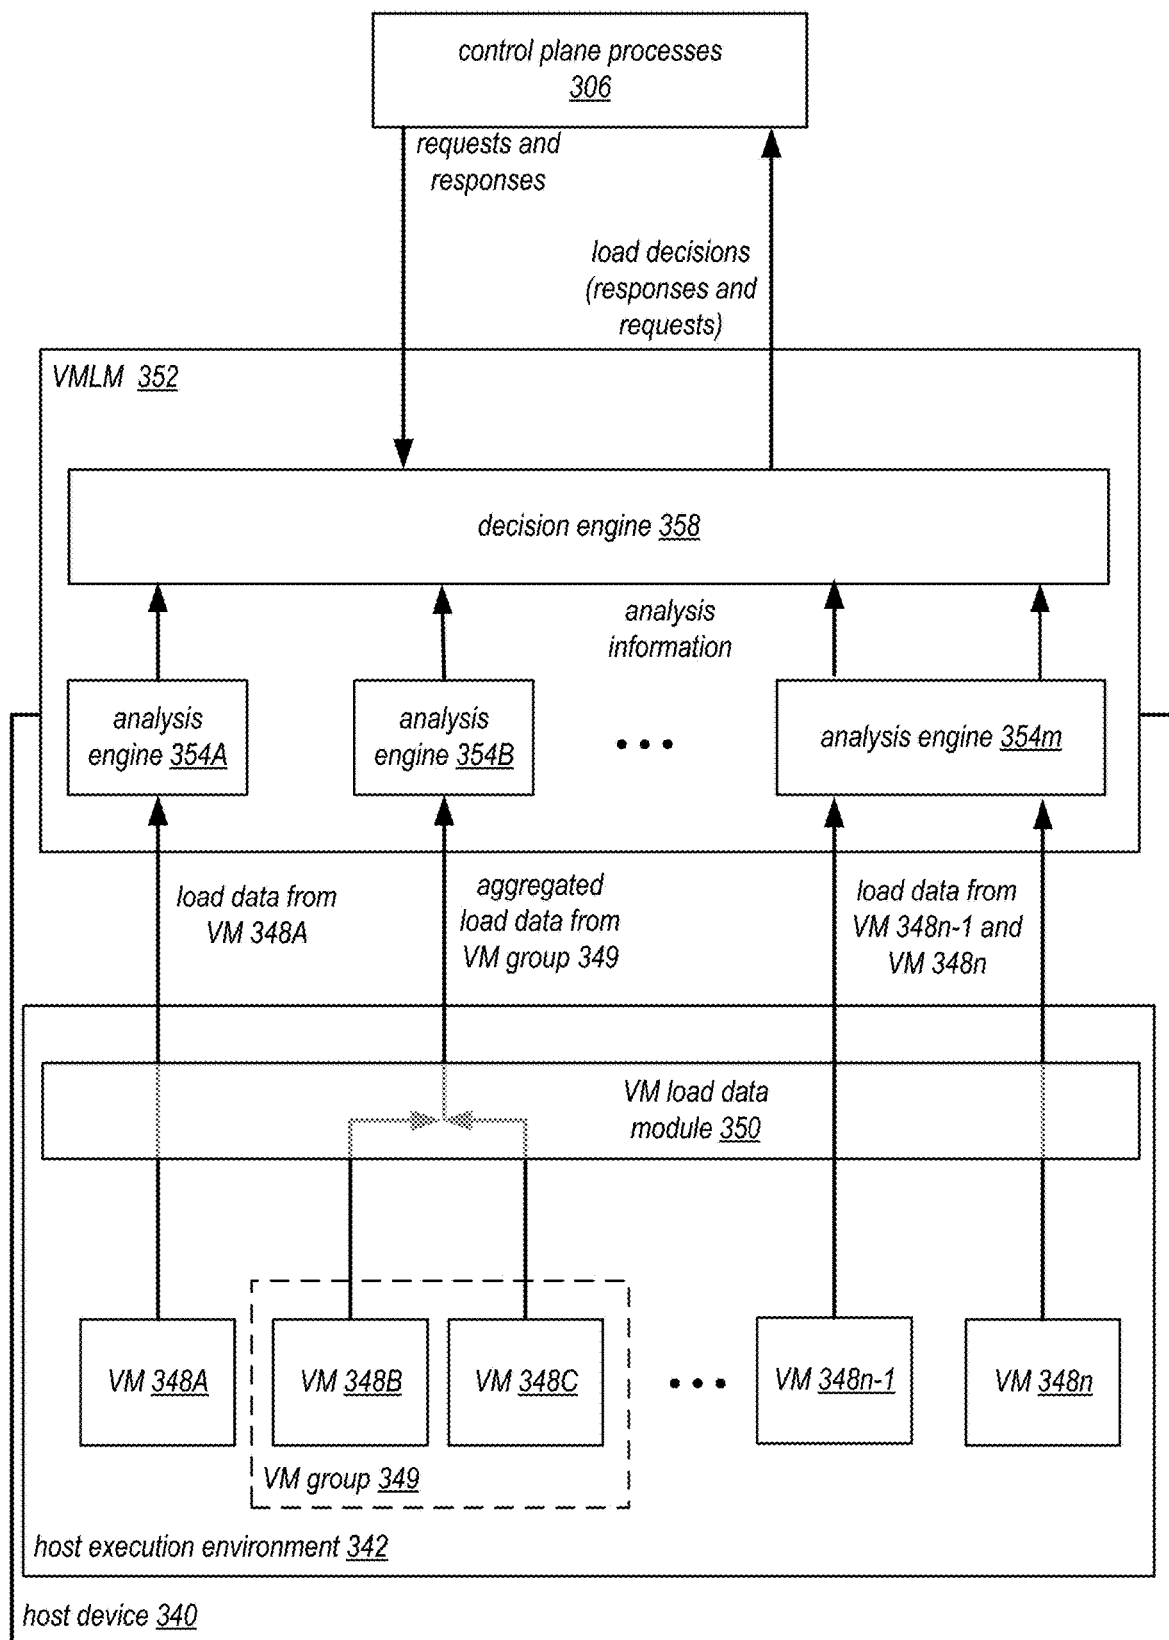 control plane processes
306
requests and
responses
load decisions
(responses and
requests)
VMLM 352
decision engine 358
analysis
information
analysis
engine 354A
analysis
engine 354B
analysis engine 354m
load data from
VM 348A
aggregated
load data from
VM group 349
load data from
VM 348n-1 and
VM 348n
VM load data
module 350
VM 348A
VM 348B
VM 348C
VM 348n-1
VM 348n
VM group 349
host execution environment 342
host device 340